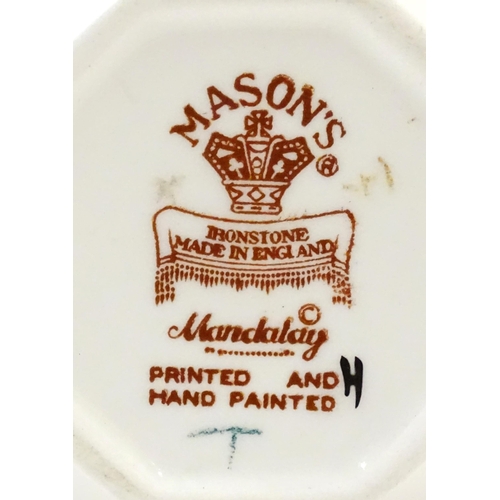 MASON'S ®
IRONSTONE
MADE IN ENGLAND
Mandalay ©
PRINTED AND H
HAND PAINTED
T